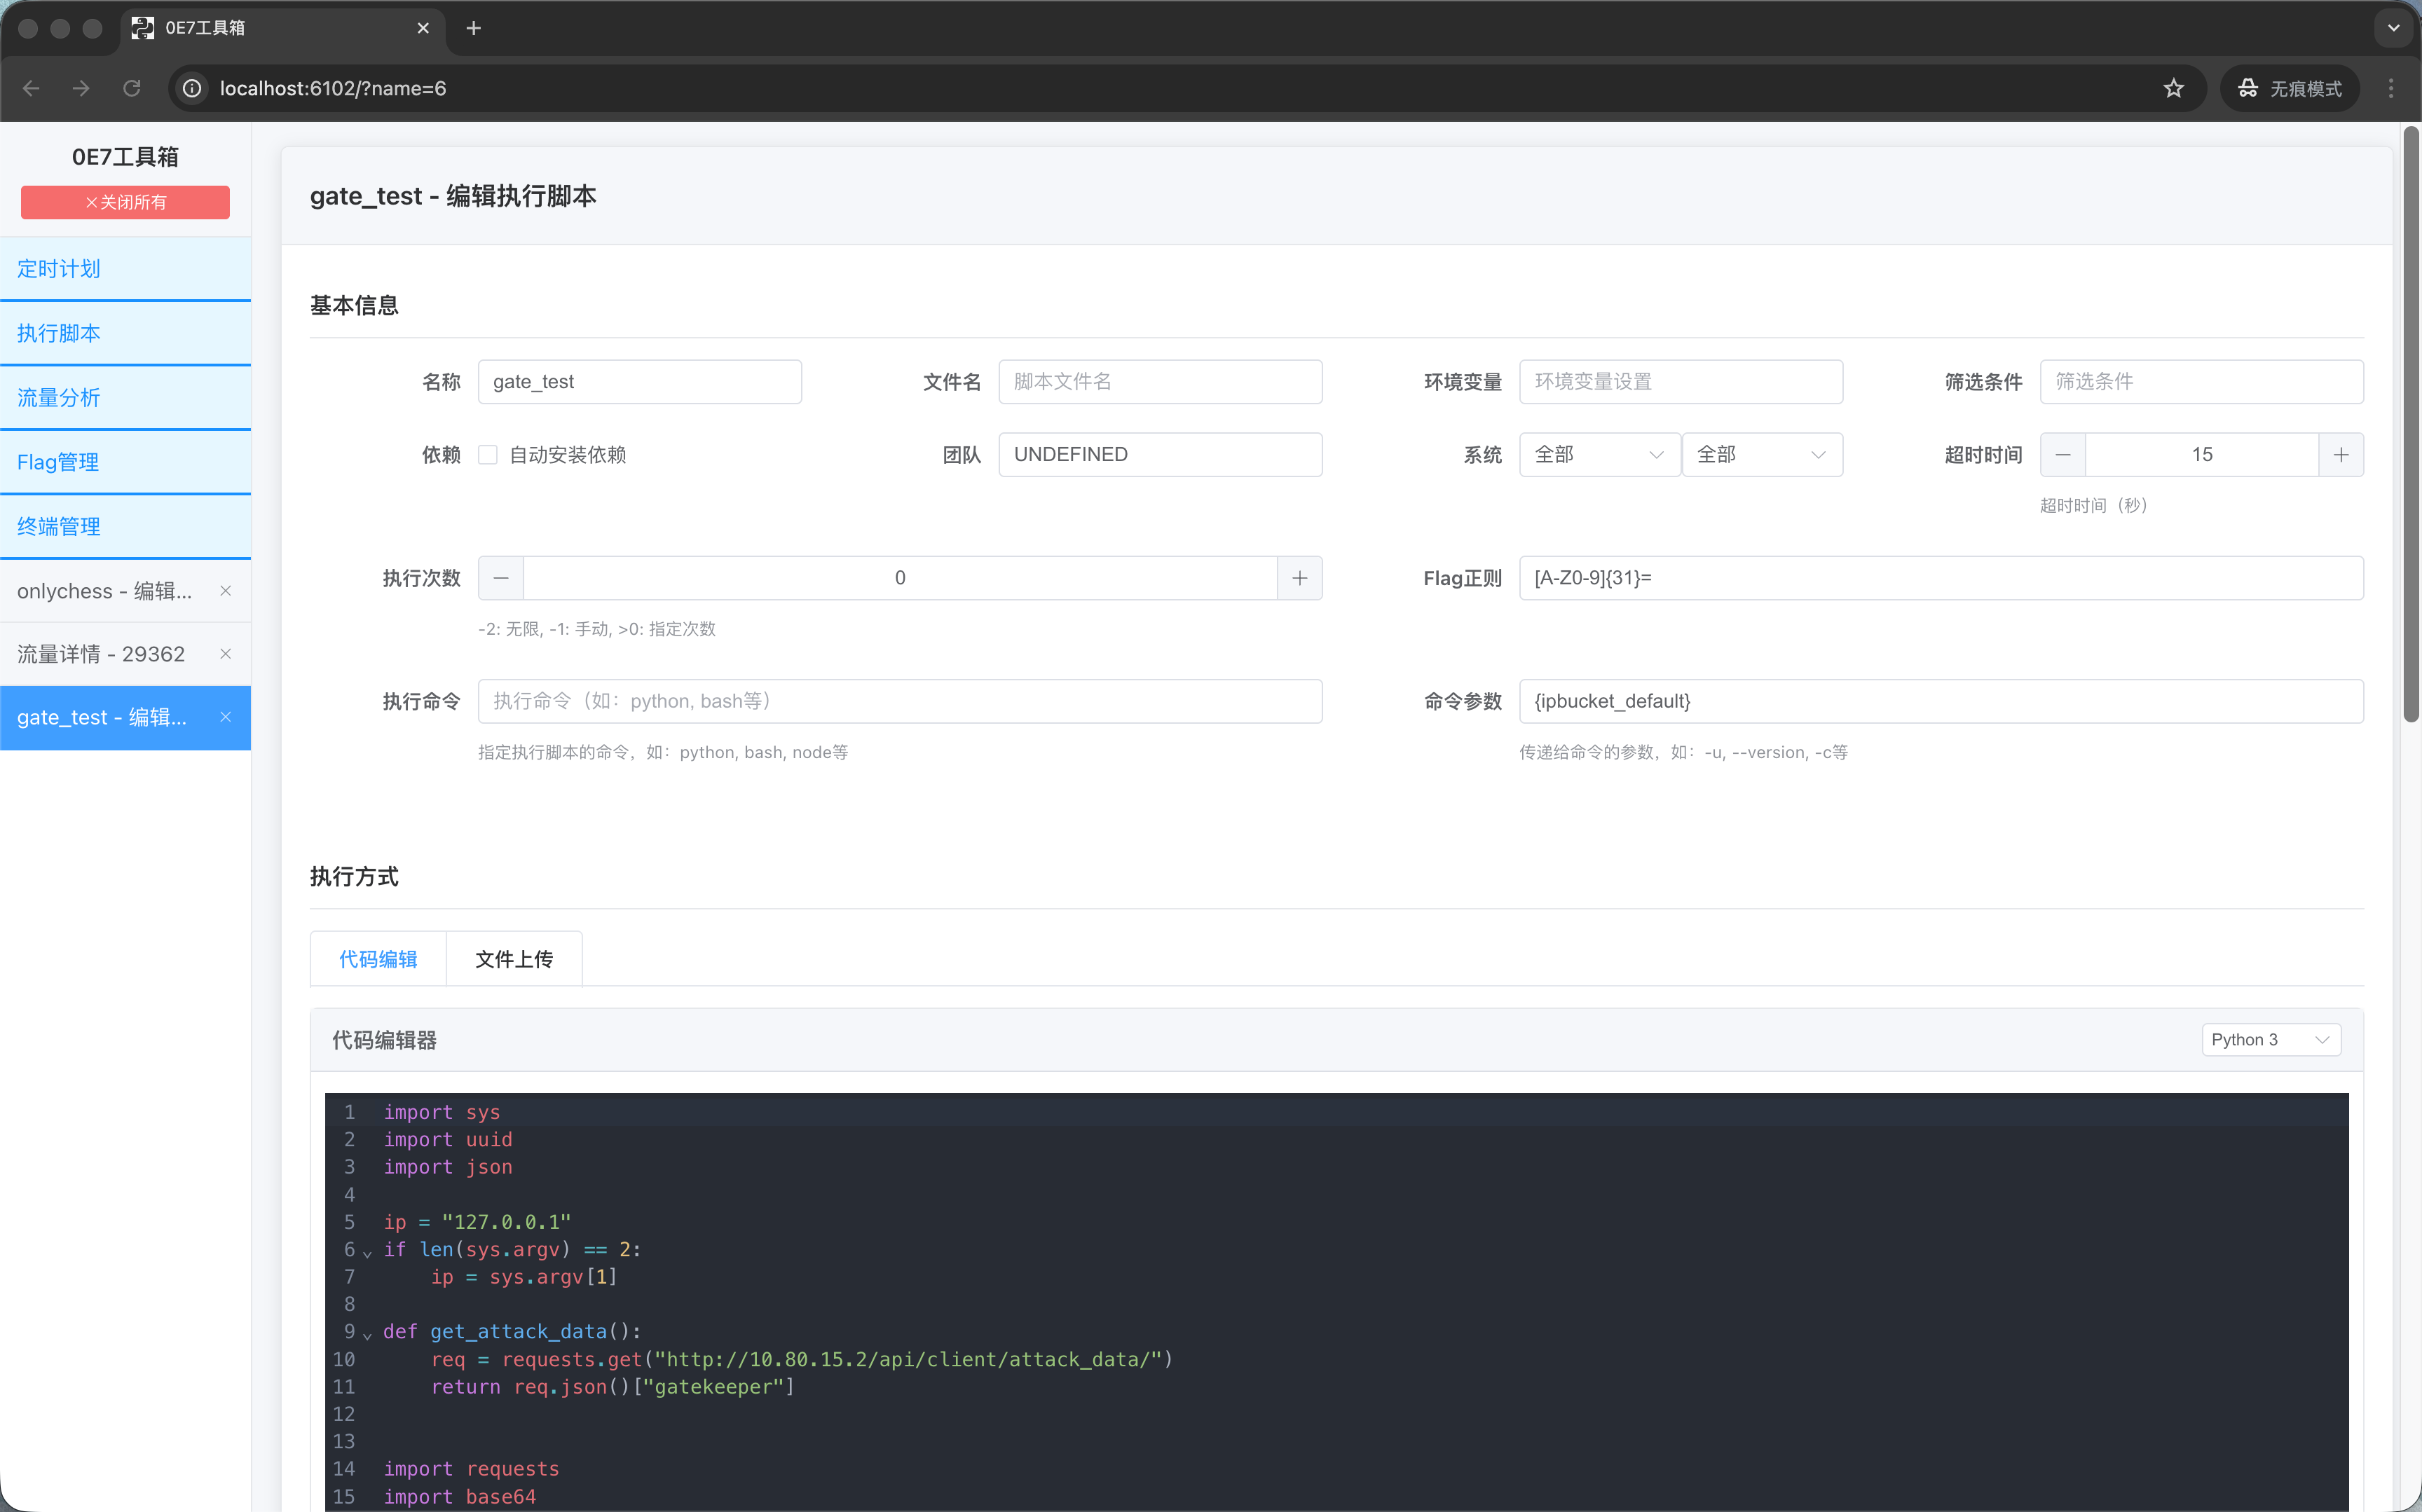 0E7工具箱
localhost:6102/?name=6
无痕模式
0E7工具箱
×关闭所有
定时计划
执行脚本
流量分析
Flag管理
终端管理
onlychess - 编辑...
流量详情 - 29362
gate_test - 编辑...
gate_test - 编辑执行脚本
基本信息
名称 gate_test 文件名 脚本文件名 环境变量 环境变量设置 筛选条件 筛选条件
依赖 自动安装依赖 团队 UNDEFINED 系统 全部 全部 超时时间 15
超时时间（秒）
执行次数 0 Flag正则 [A-Z0-9]{31}=
-2: 无限, -1: 手动, >0: 指定次数
执行命令 执行命令（如：python, bash等） 命令参数 {ipbucket_default}
指定执行脚本的命令，如：python, bash, node等 传递给命令的参数，如：-u, --version, -c等
执行方式
代码编辑 文件上传
代码编辑器 Python 3
1 import sys
2 import uuid
3 import json
4
5 ip = "127.0.0.1"
6 if len(sys.argv) == 2:
7     ip = sys.argv[1]
8
9 def get_attack_data():
10     req = requests.get("http://10.80.15.2/api/client/attack_data/")
11     return req.json()["gatekeeper"]
12
13
14 import requests
15 import base64